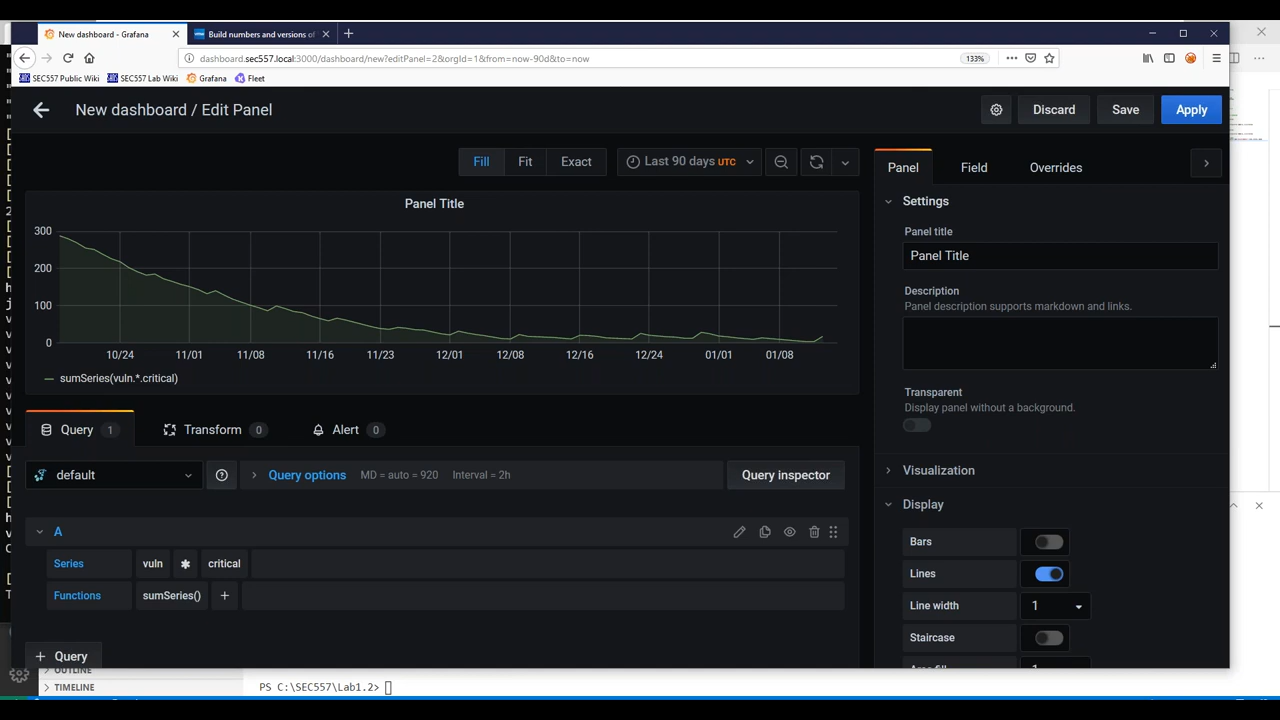 New dashboard - Grafana
Build numbers and versions of
dashboard.sec557.local:3000/dashboard/new?editPanel=2&orgId=1&from=now-90d&to=now
133%
SEC557 Public Wiki
SEC557 Lab Wiki
Grafana
Fleet
New dashboard / Edit Panel
Discard
Save
Apply
Fill
Fit
Exact
Last 90 days UTC
Panel
Field
Overrides
Panel Title
300
200
100
0
10/24
11/01
11/08
11/16
11/23
12/01
12/08
12/16
12/24
01/01
01/08
sumSeries(vuln.*.critical)
Settings
Panel title
Panel Title
Description
Panel description supports markdown and links.
Transparent
Display panel without a background.
Query 1
Transform 0
Alert 0
default
Query options
MD = auto = 920
Interval = 2h
Query inspector
A
Series
vuln
*
critical
Functions
sumSeries()
+
+ Query
Visualization
Display
Bars
Lines
Line width
1
Staircase
TIMELINE
PS C:\SEC557\Lab1.2>